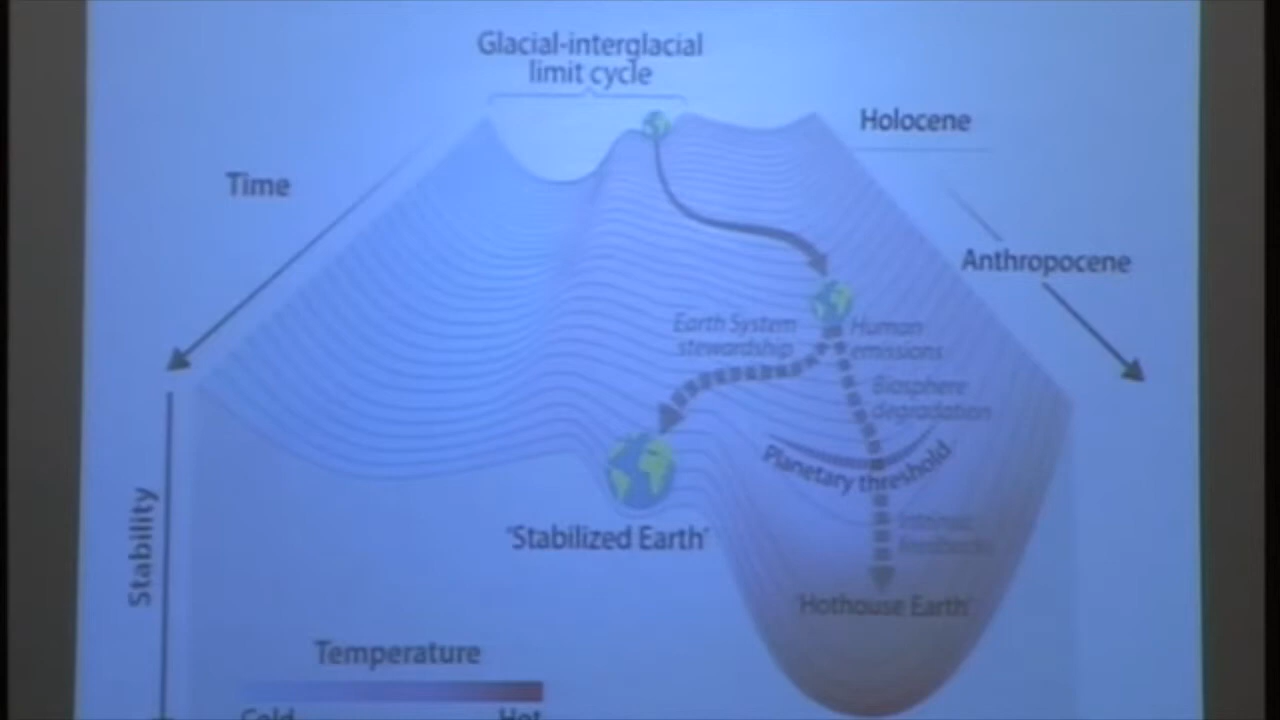 Glacial-interglacial
limit cycle
Holocene
Time
Anthropocene
Earth System
stewardship
Human
emissions
Biosphere
degradation
Planetary threshold
'Stabilized Earth'
Stability
'Hothouse Earth'
Temperature
Cold
Hot